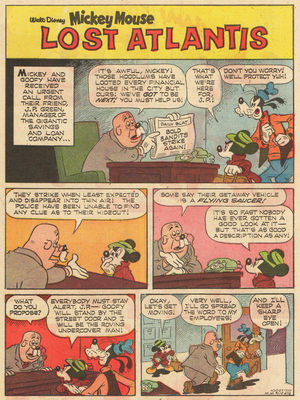 Walt Disney
Mickey Mouse
LOST ATLANTIS
MICKEY AND
GOOFY HAVE
RECEIVED
AN URGENT
CALL FROM
THEIR FRIEND,
J.P. GREEN,
MANAGER OF
THE GIGANTIC
SAVINGS
AND LOAN
COMPANY...
IT'S AWFUL, MICKEY!
THOSE HOODLUMS HAVE
LOOTED EVERY FINANCIAL
HOUSE IN THE CITY BUT
OURS! WE'VE GOT TO BE
NEXT! YOU MUST HELP US!
DAILY BLAT
BOLD
BANDITS
STRIKE
AGAIN!
THAT'S
WHAT
WE'RE
HERE
FOR,
J.P.!
DON'T YOU WORRY!
WE'LL PROTECT YUH!
THEY STRIKE WHEN LEAST EXPECTED
AND DISAPPEAR INTO THIN AIR! THE
POLICE HAVE BEEN UNABLE TO FIND
ANY CLUE AS TO THEIR HIDEOUT!
SOME SAY THEIR GETAWAY VEHICLE
IS A FLYING SAUCER!
IT'S SO FAST NOBODY
HAS EVER GOTTEN A
GOOD LOOK AT IT—
BUT THAT'S AS GOOD
A DESCRIPTION AS ANY!
WHAT
DO YOU
PROPOSE?
EVERYBODY MUST STAY
ALERT, J.P.— GOOFY
WILL STAND BY THE
STREET DOOR AND I
WILL BE THE ROVING
UNDERCOVER MAN!
OKAY,
LET'S GET
MOVING.
VERY WELL,
I'LL GO SPREAD
THE WORD TO MY
EMPLOYEES!
AND I'LL
KEEP A
SHARP
EYE
OPEN!